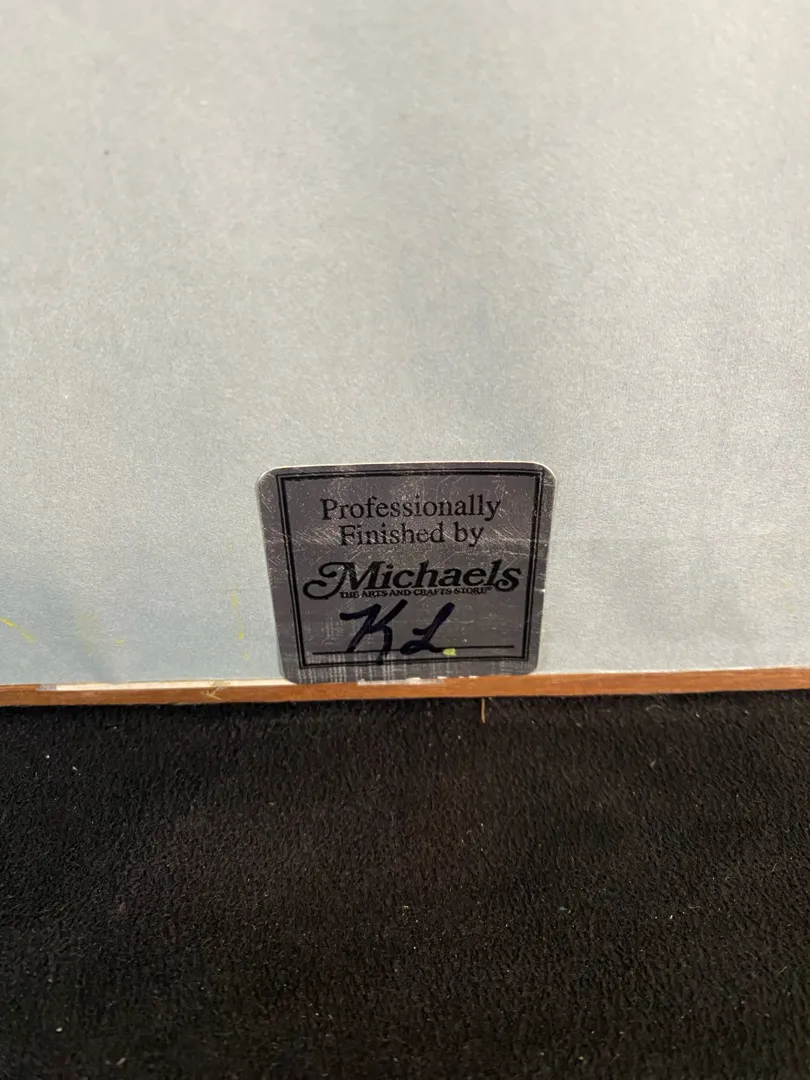 Professionally
Finished by
Michaels
THE ARTS AND CRAFTS STORE®
KL